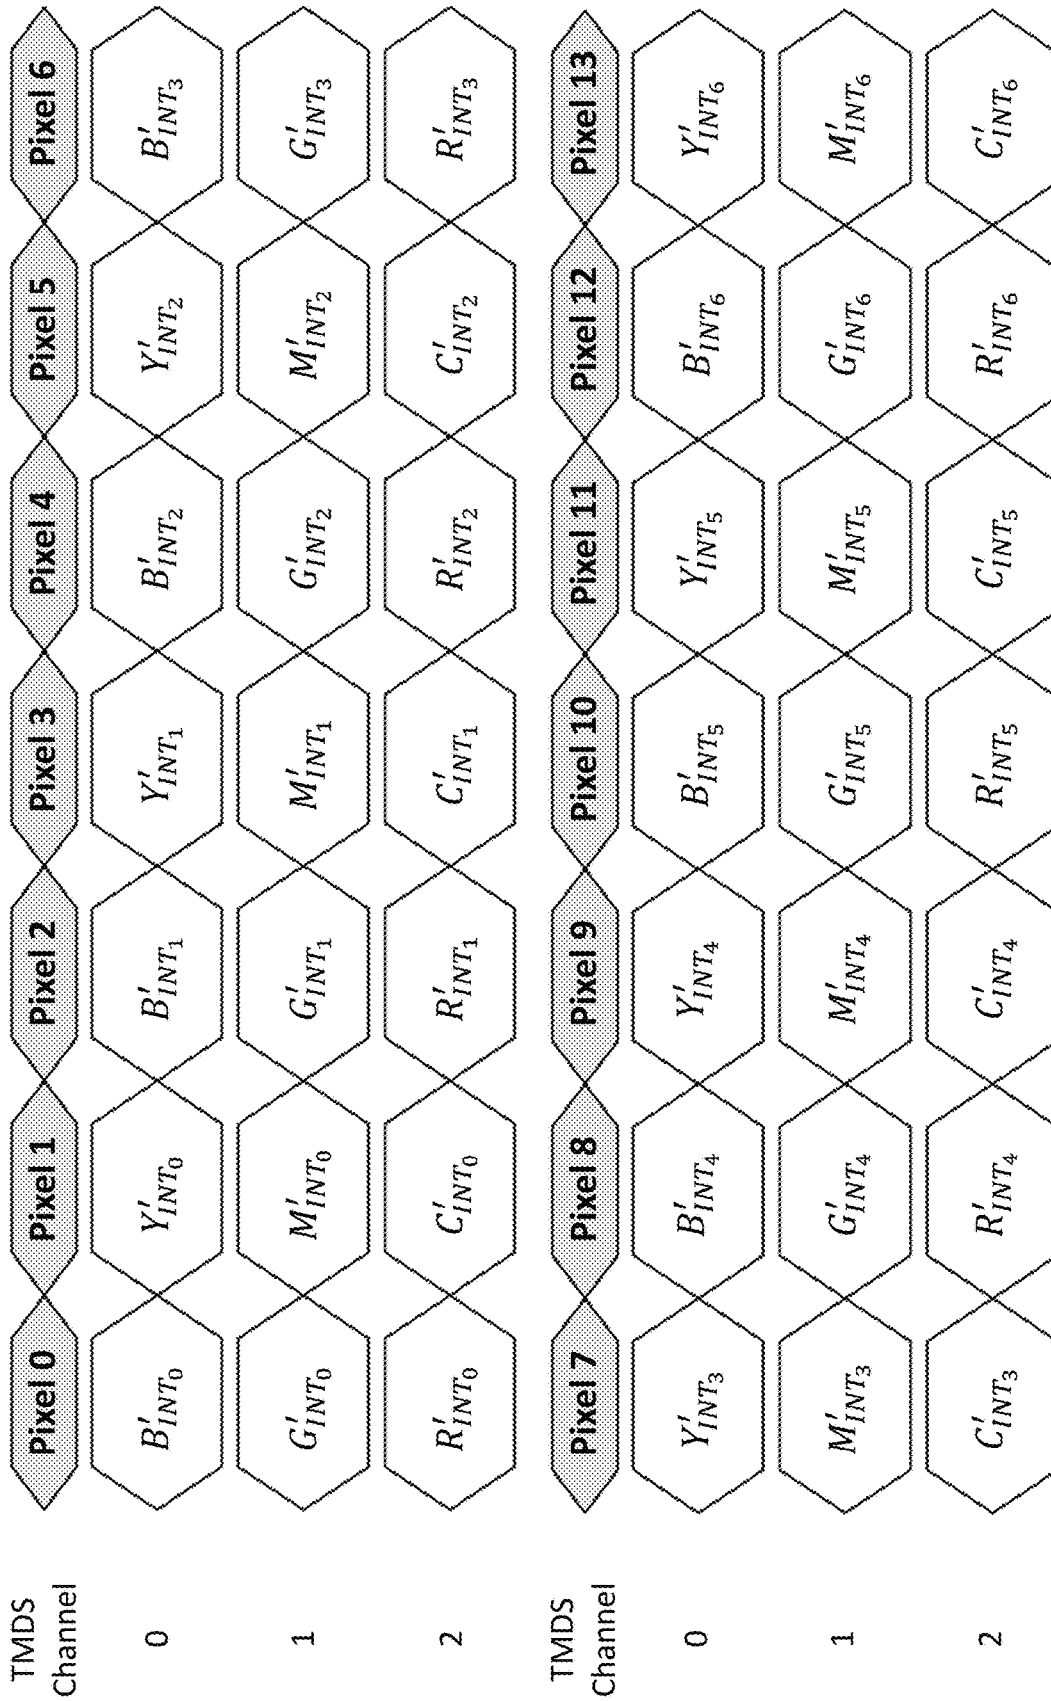 TMDS Channel Pixel 0 Pixel 1 Pixel 2 Pixel 3 Pixel 4 Pixel 5 Pixel 6
0 B'INT0 Y'INT0 B'INT1 Y'INT1 B'INT2 Y'INT2 B'INT3
1 G'INT0 M'INT0 G'INT1 M'INT1 G'INT2 M'INT2 G'INT3
2 R'INT0 C'INT0 R'INT1 C'INT1 R'INT2 C'INT2 R'INT3
TMDS Channel Pixel 7 Pixel 8 Pixel 9 Pixel 10 Pixel 11 Pixel 12 Pixel 13
0 Y'INT3 B'INT4 Y'INT4 B'INT5 Y'INT5 B'INT6 Y'INT6
1 M'INT3 G'INT4 M'INT4 G'INT5 M'INT5 G'INT6 M'INT6
2 C'INT3 R'INT4 C'INT4 R'INT5 C'INT5 R'INT6 C'INT6